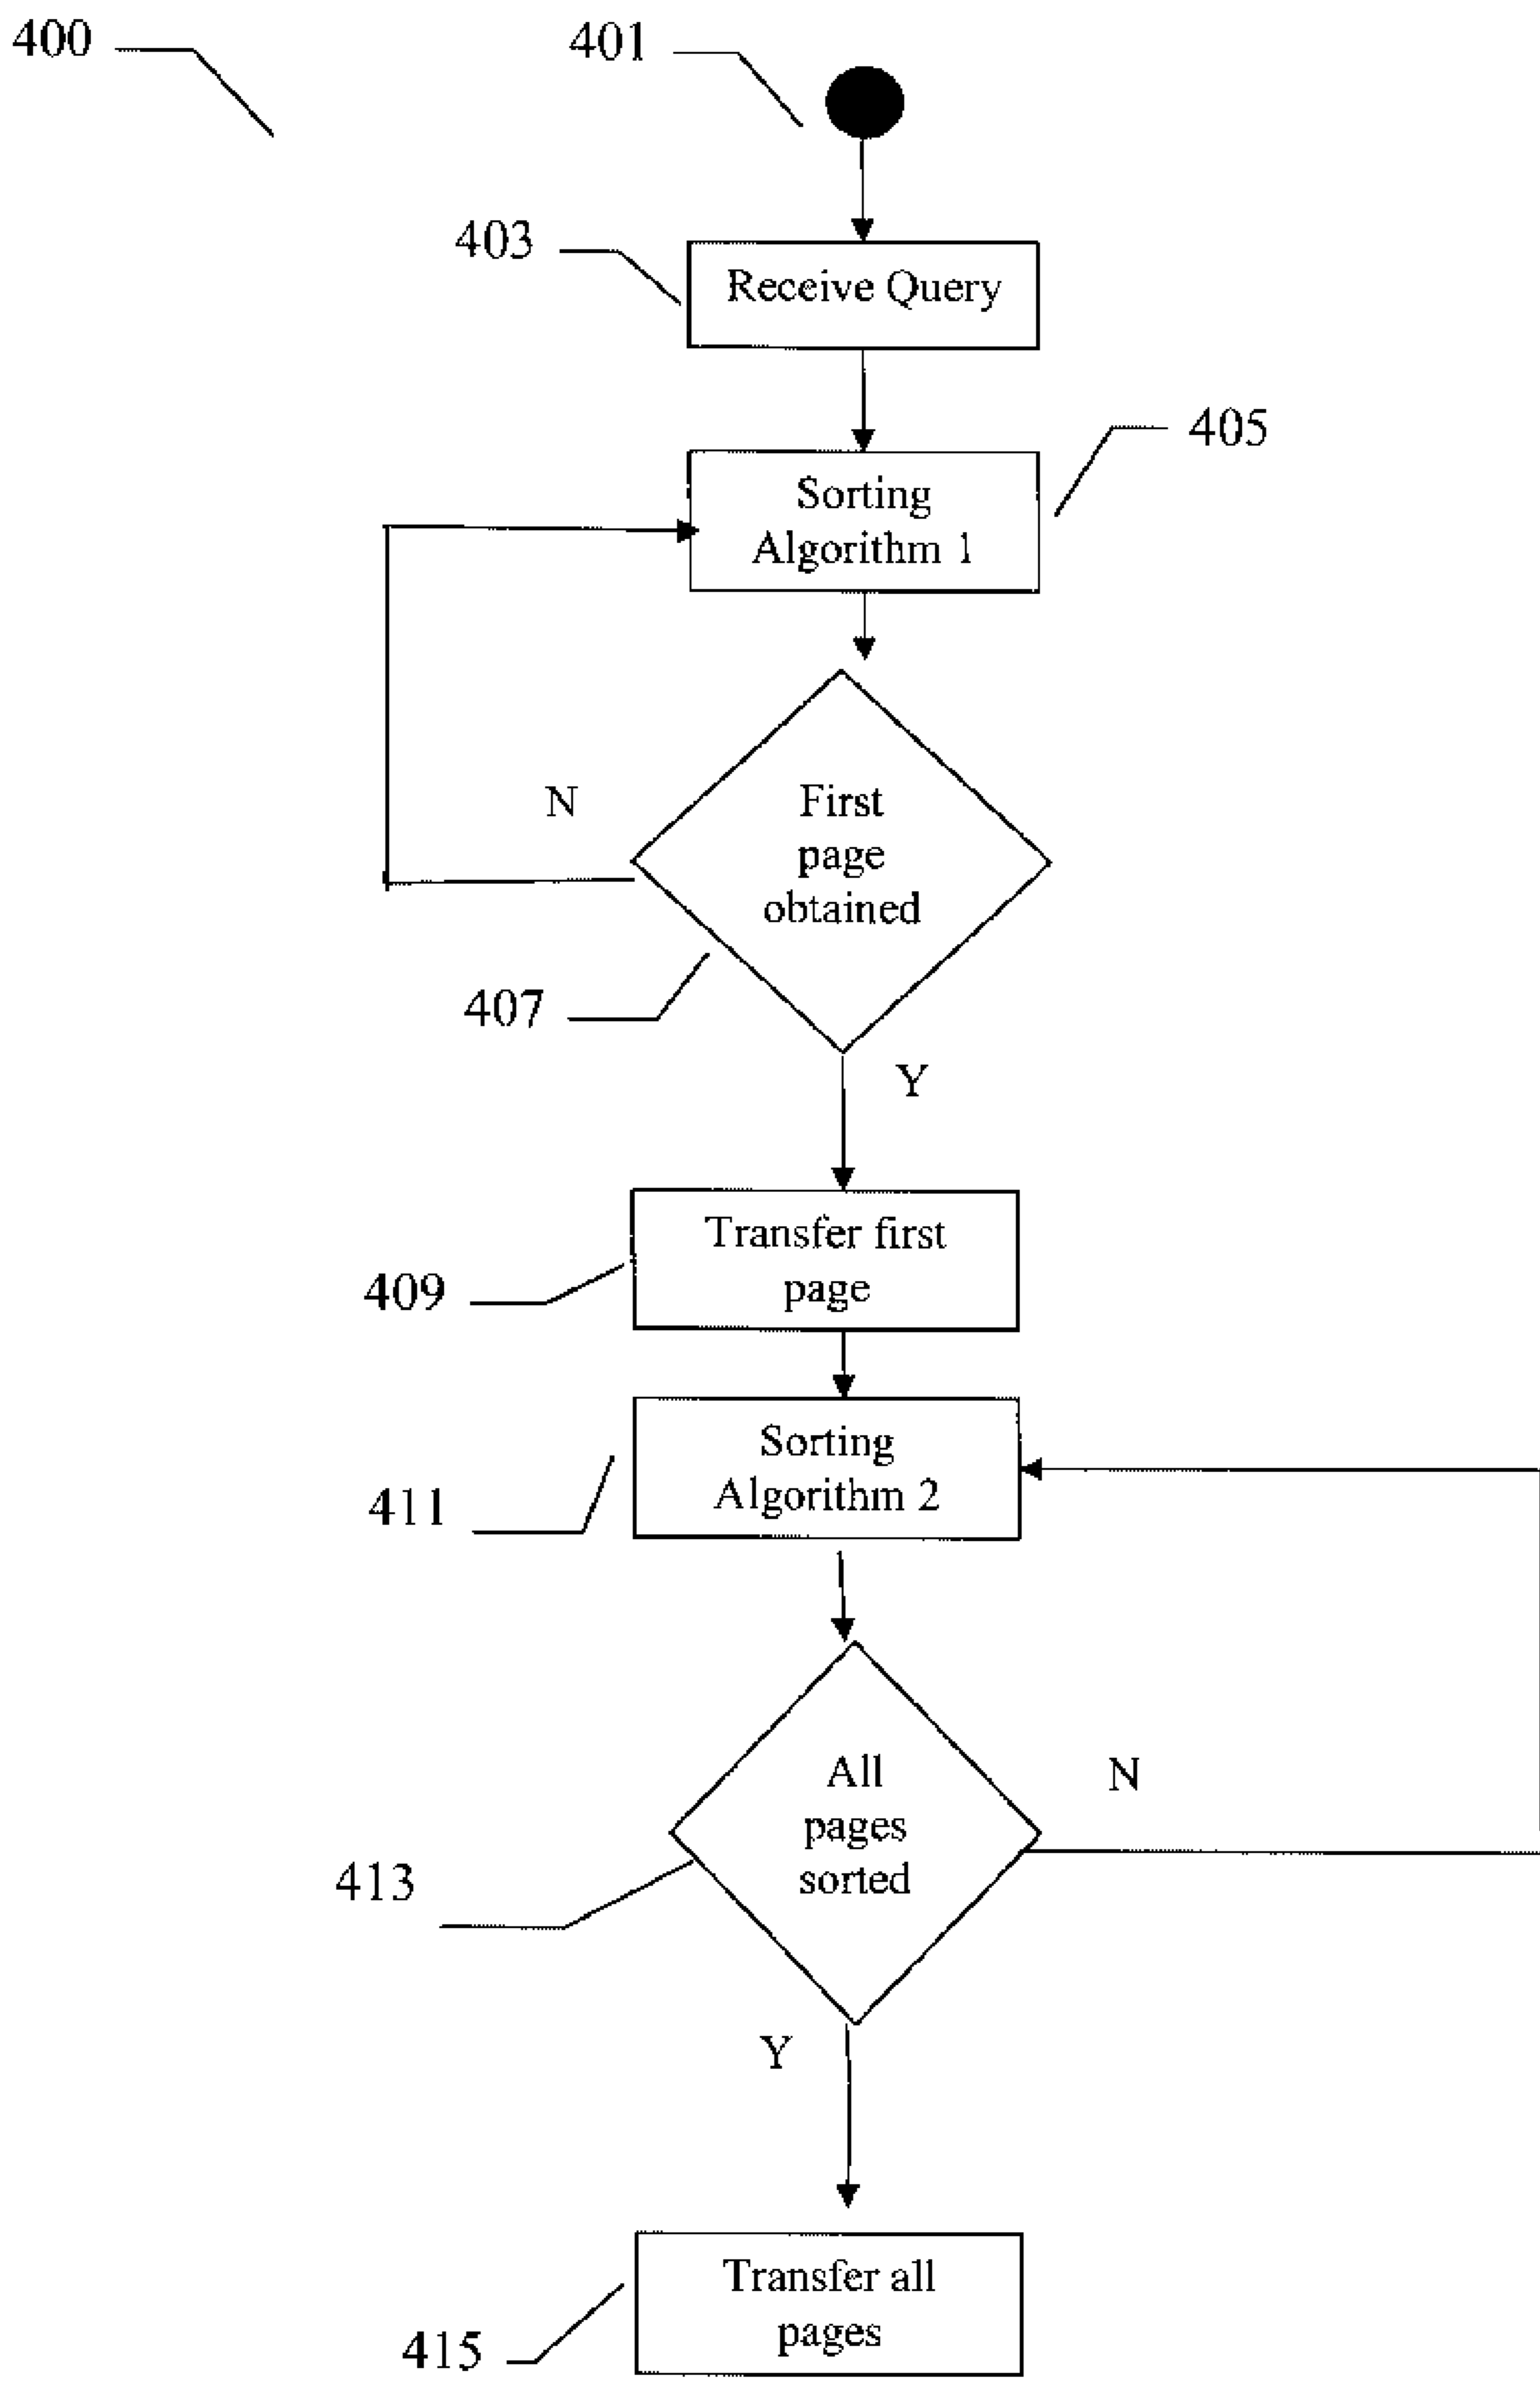 400
401
403
Receive Query
405
Sorting
Algorithm 1
N
First
page
obtained
407
Y
Transfer first
page
409
Sorting
Algorithm 2
411
All
pages
sorted
N
413
Y
Transfer all
pages
415